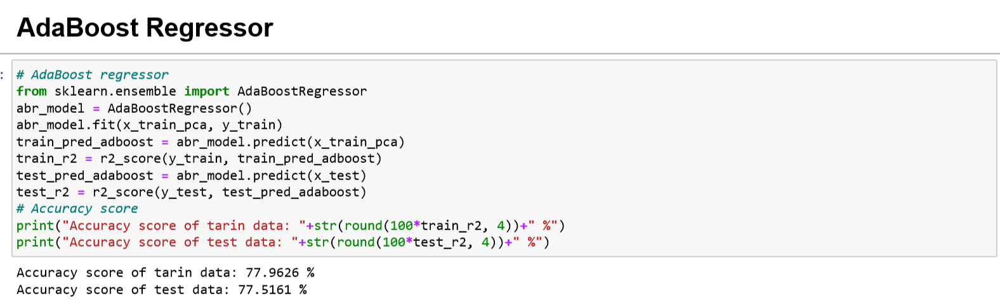 AdaBoost Regressor
:
# AdaBoost regressor
from sklearn.ensemble import AdaBoostRegressor
abr_model = AdaBoostRegressor()
abr_model.fit(x_train_pca, y_train)
train_pred_adboost = abr_model.predict(x_train_pca)
train_r2 = r2_score(y_train, train_pred_adboost)
test_pred_adaboost = abr_model.predict(x_test)
test_r2 = r2_score(y_test, test_pred_adaboost)
# Accuracy score
print("Accuracy score of tarin data: "+str(round(100*train_r2, 4))+" %")
print("Accuracy score of test data: "+str(round(100*test_r2, 4))+" %")
Accuracy score of tarin data: 77.9626 %
Accuracy score of test data: 77.5161 %